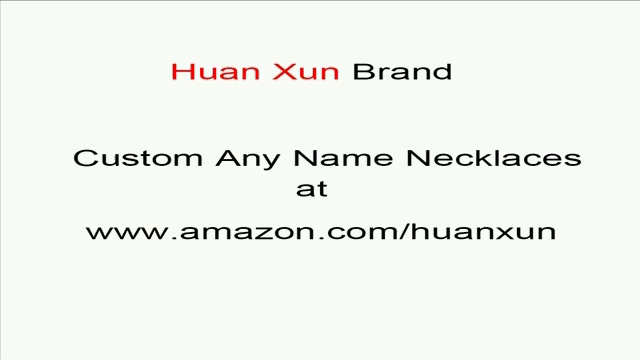 Huan Xun Brand
Custom Any Name Necklaces
at
www.amazon.com/huanxun